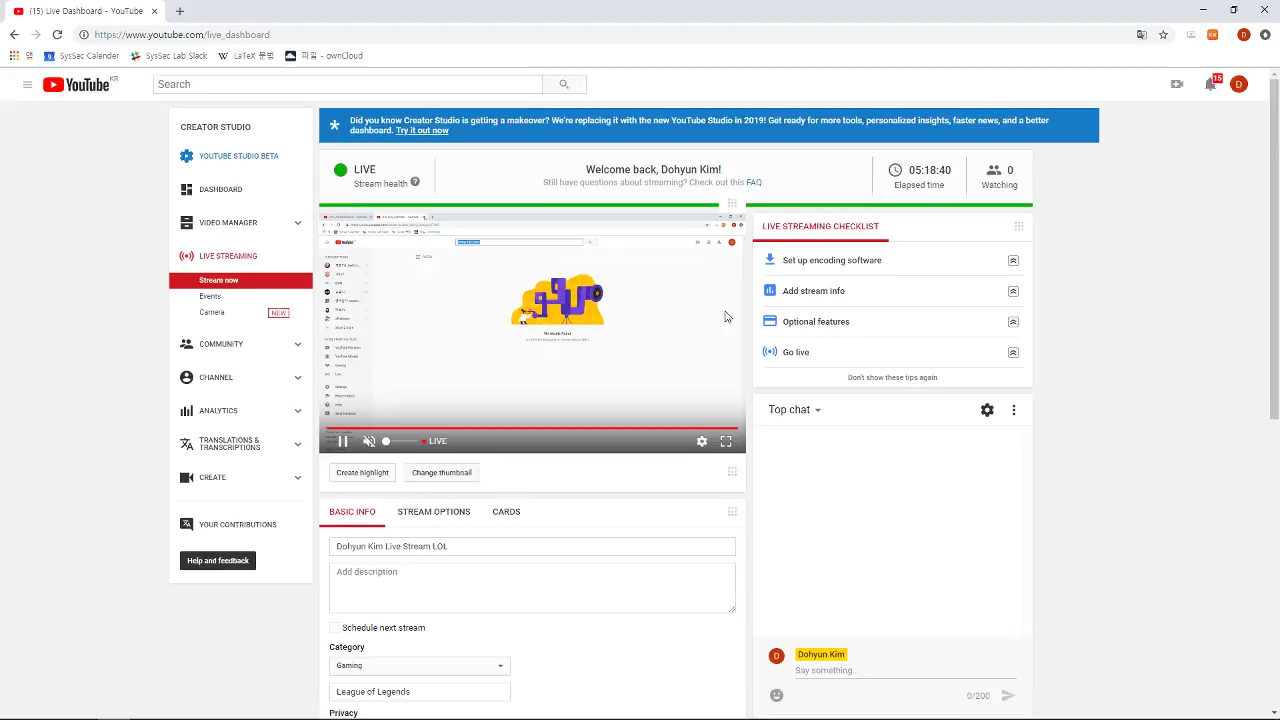 (15) Live Dashboard - YouTube
https://www.youtube.com/live_dashboard
앱
SysSec Calender
SysSec Lab Slack
LaTeX 문법
파일 - ownCloud
YouTube KR
Search
15
D
CREATOR STUDIO
YOUTUBE STUDIO BETA
DASHBOARD
VIDEO MANAGER
LIVE STREAMING
Stream now
Events
Camera
NEW
COMMUNITY
CHANNEL
ANALYTICS
TRANSLATIONS &
TRANSCRIPTIONS
CREATE
YOUR CONTRIBUTIONS
Help and feedback
Did you know Creator Studio is getting a makeover? We're replacing it with the new YouTube Studio in 2019! Get ready for more tools, personalized insights, faster news, and a better
dashboard. Try it out now
LIVE
Stream health
Welcome back, Dohyun Kim!
Still have questions about streaming? Check out this FAQ.
05:18:40
Elapsed time
0
Watching
LIVE
Create highlight
Change thumbnail
BASIC INFO
STREAM OPTIONS
CARDS
Dohyun Kim Live Stream LOL
Add description
Schedule next stream
Category
Gaming
League of Legends
Privacy
LIVE STREAMING CHECKLIST
Set up encoding software
Add stream info
Optional features
Go live
Don't show these tips again
Top chat
D
Dohyun Kim
Say something...
0/200